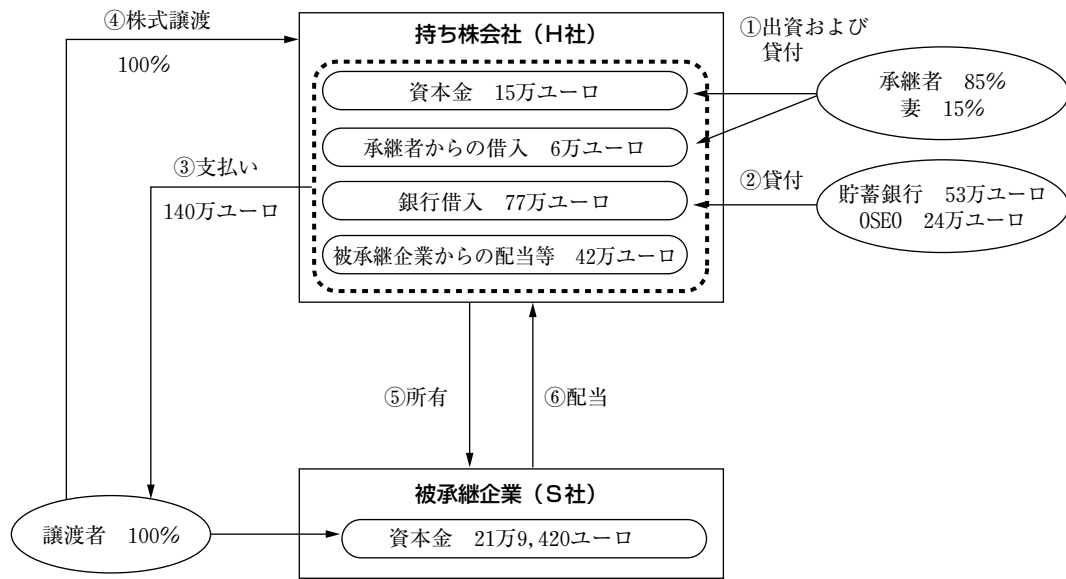 ④株式譲渡
100%
持ち株会社（H社）
①出資および
貸付
資本金 15万ユーロ
承継者 85%
妻 15%
承継者からの借入 6万ユーロ
③支払い
140万ユーロ
銀行借入 77万ユーロ
②貸付
貯蓄銀行 53万ユーロ
OSEO 24万ユーロ
被承継企業からの配当等 42万ユーロ
⑤所有
⑥配当
被承継企業（S社）
譲渡者 100%
資本金 21万9,420ユーロ